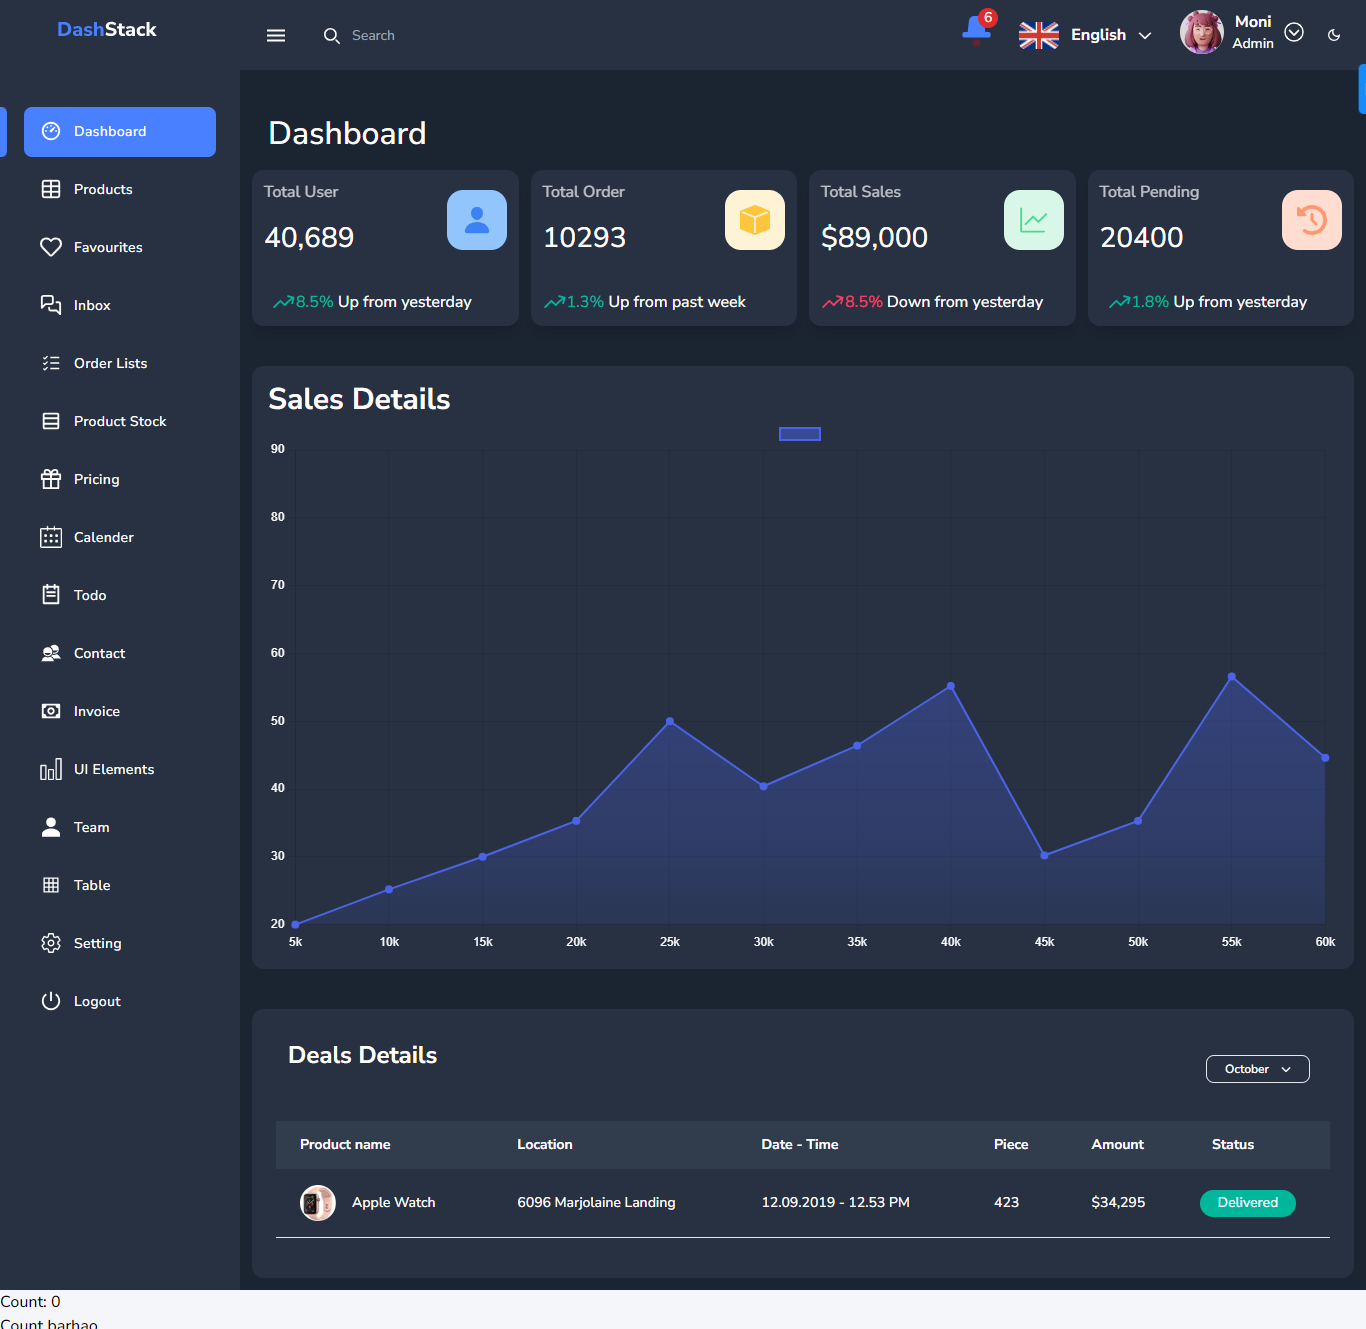 DashStack
Search
6
English
Moni
Admin
Dashboard
Products
Favourites
Inbox
Order Lists
Product Stock
Pricing
Calender
Todo
Contact
Invoice
UI Elements
Team
Table
Setting
Logout
Dashboard
Total User
40,689
8.5% Up from yesterday
Total Order
10293
1.3% Up from past week
Total Sales
$89,000
8.5% Down from yesterday
Total Pending
20400
1.8% Up from yesterday
Sales Details
90
80
70
60
50
40
30
20
5k 10k 15k 20k 25k 30k 35k 40k 45k 50k 55k 60k
Deals Details
October
Product name Location Date - Time Piece Amount Status
Apple Watch 6096 Marjolaine Landing 12.09.2019 - 12.53 PM 423 $34,295 Delivered
Count: 0
Count barhao